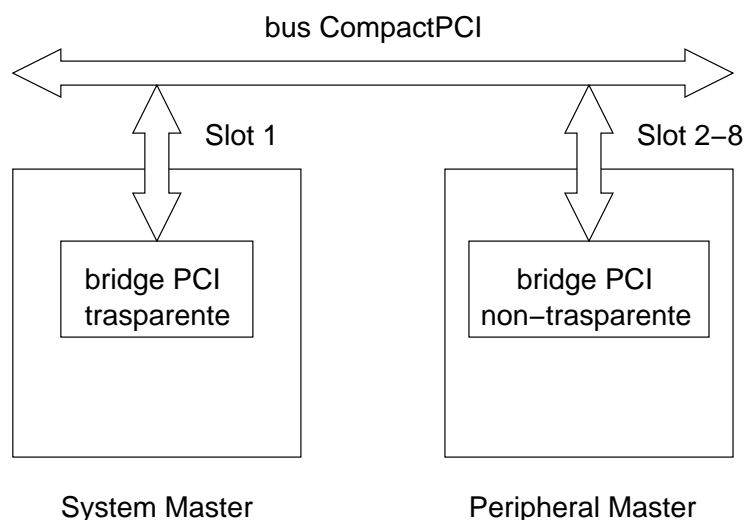 bus CompactPCI
Slot 1
Slot 2–8
bridge PCI
trasparente
bridge PCI
non–trasparente
System Master
Peripheral Master